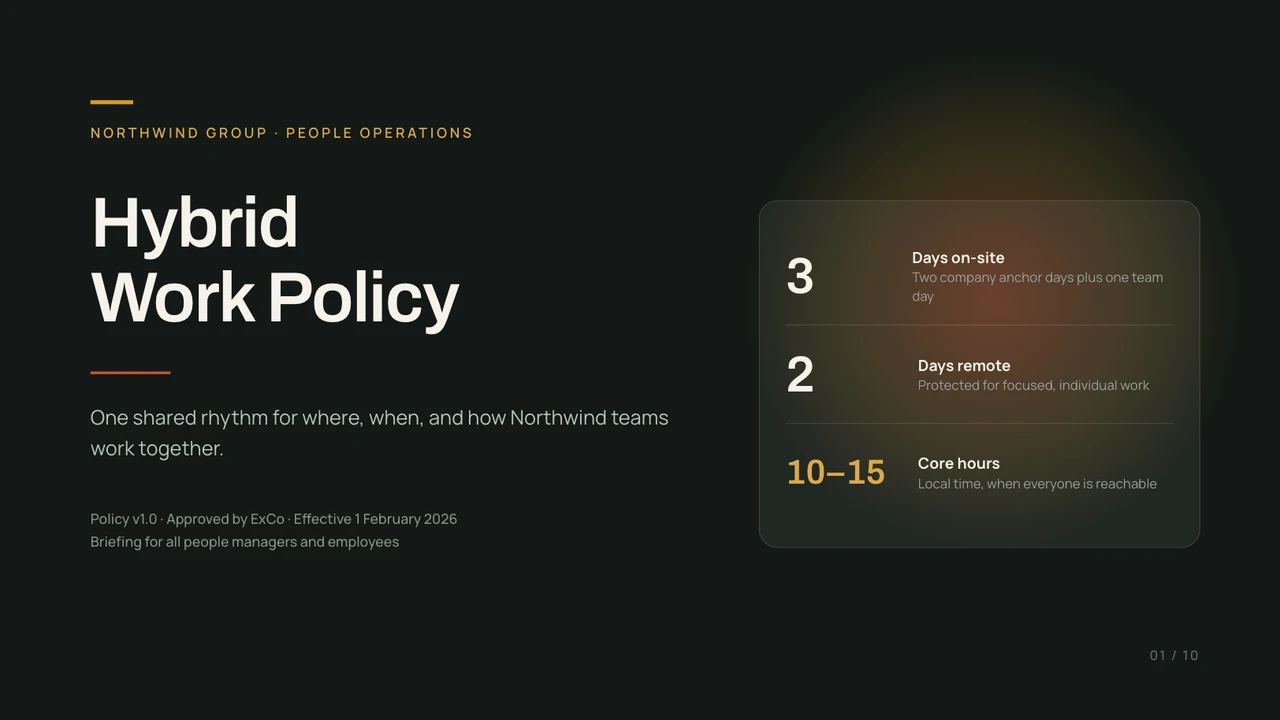 NORTHWIND GROUP · PEOPLE OPERATIONS
Hybrid
Work Policy
One shared rhythm for where, when, and how Northwind teams
work together.
Policy v1.0 · Approved by ExCo · Effective 1 February 2026
Briefing for all people managers and employees
3
Days on-site
Two company anchor days plus one team
day
2
Days remote
Protected for focused, individual work
10–15
Core hours
Local time, when everyone is reachable
01 / 10